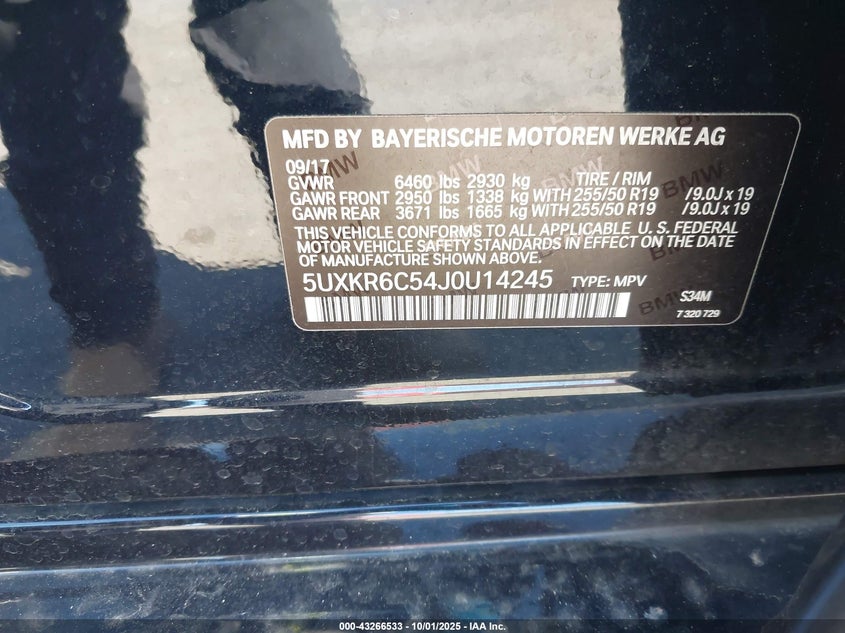 MFD BY BAYERISCHE MOTOREN WERKE AG
09/17
GVWR 6460 lbs 2930 kg TIRE / RIM
GAWR FRONT 2950 lbs 1338 kg WITH 255/50 R19 /9.0J x 19
GAWR REAR 3671 lbs 1665 kg WITH 255/50 R19 /9.0J x 19
THIS VEHICLE CONFORMS TO ALL APPLICABLE U. S. FEDERAL
MOTOR VEHICLE SAFETY STANDARDS IN EFFECT ON THE DATE
OF MANUFACTURE SHOWN ABOVE.
5UXKR6C54J0U14245 TYPE: MPV
S34M
7 320 729
BMW
BMW
BMW
000-43266533 - 10/01/2025 - IAA Inc.